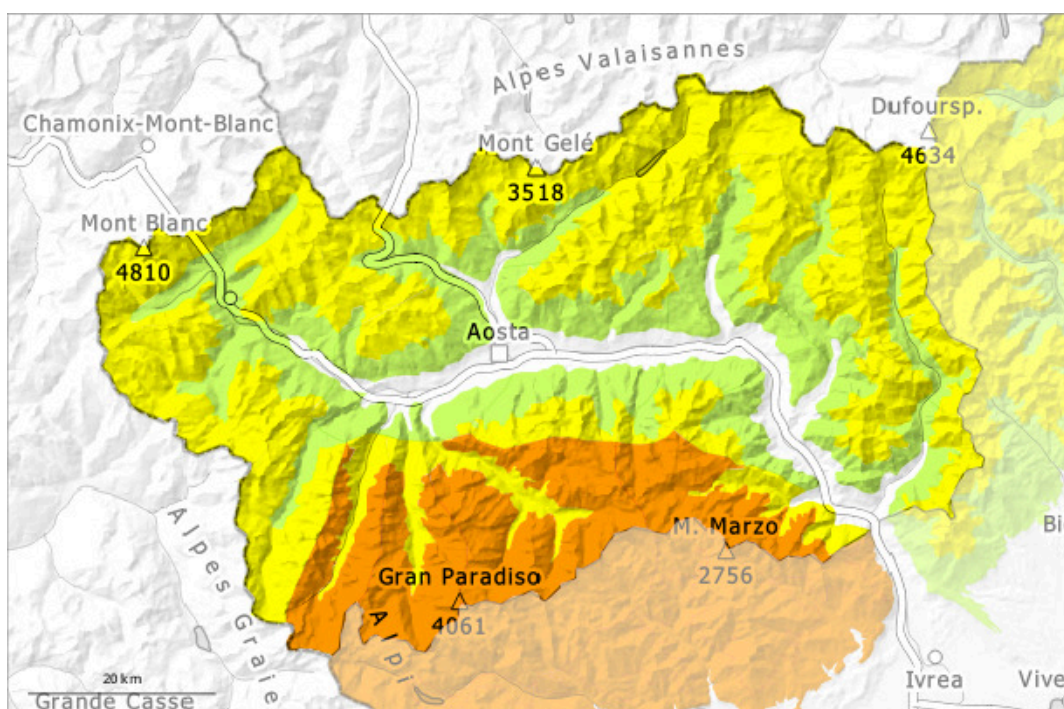 Alpes Valaisannes
Chamonix-Mont-Blanc
Dufoursp.
4634
Mont Gelé
3518
Mont Blanc
4810
Aosta
M. Marzo
2756
Gran Paradiso
4061
Alpi
Alpes Graie
Bi
20 km
Grande Casse
Ivrea
Vive